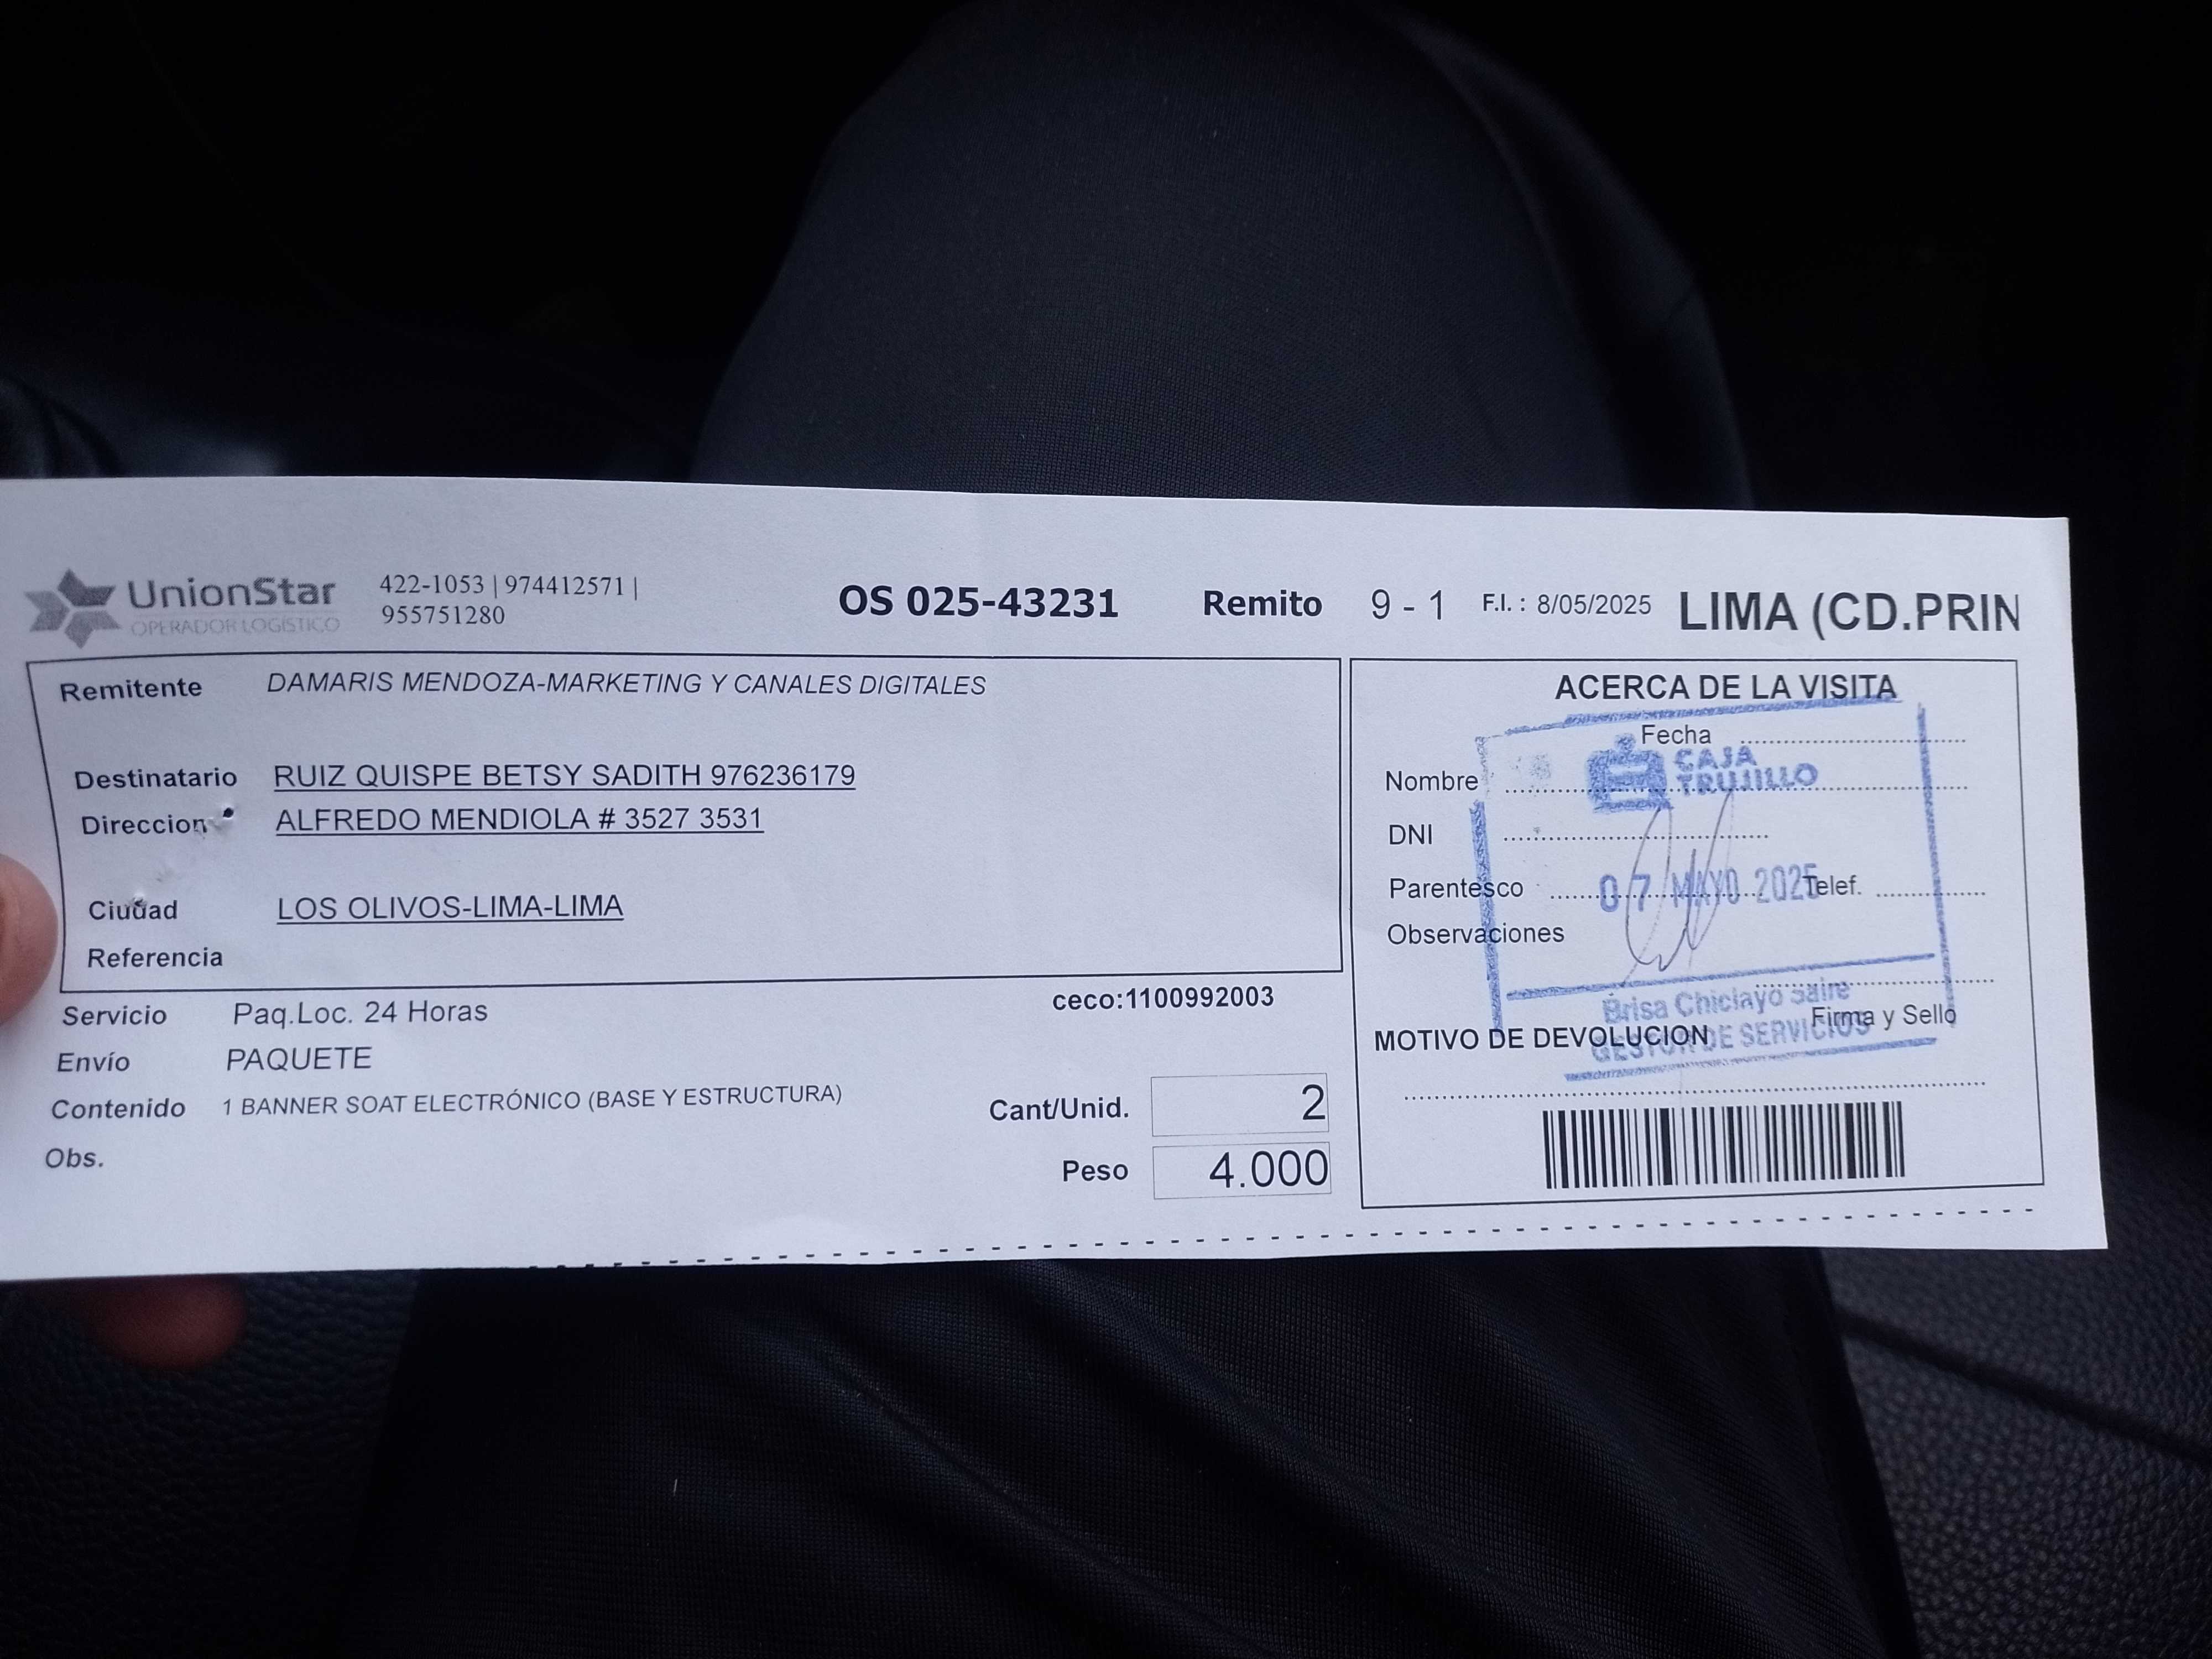 UnionStar
OPERADOR LOGISTICO
422-1053 | 974412571 |
955751280
OS 025-43231 Remito 9 - 1 F.I. : 8/05/2025 LIMA (CD.PRIN
Remitente DAMARIS MENDOZA-MARKETING Y CANALES DIGITALES
Destinatario RUIZ QUISPE BETSY SADITH 976236179
Direccion ALFREDO MENDIOLA # 3527 3531
Ciudad LOS OLIVOS-LIMA-LIMA
Referencia
Servicio Paq.Loc. 24 Horas
ceco:1100992003
Envío PAQUETE
Contenido 1 BANNER SOAT ELECTRÓNICO (BASE Y ESTRUCTURA)
Obs.
Cant/Unid. 2
Peso 4.000
ACERCA DE LA VISITA
Fecha
Nombre
DNI
Parentesco Telef.
Observaciones
Firma y Sello
MOTIVO DE DEVOLUCION
CAJA
TRUJILLO
07 MAYO 2025
Brisa Chiclayo Saire
GESTOR DE SERVICIOS